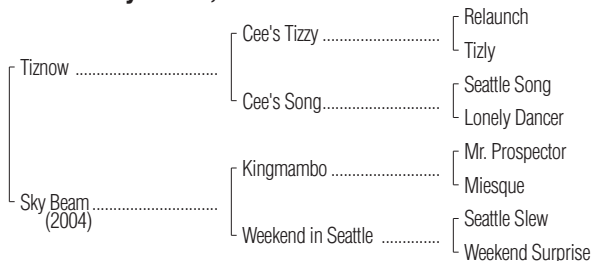 Relaunch
Cee's Tizzy
Tizly
Tiznow
Seattle Song
Cee's Song
Lonely Dancer
Mr. Prospector
Kingmambo
Miesque
Sky Beam
(2004)
Seattle Slew
Weekend in Seattle
Weekend Surprise